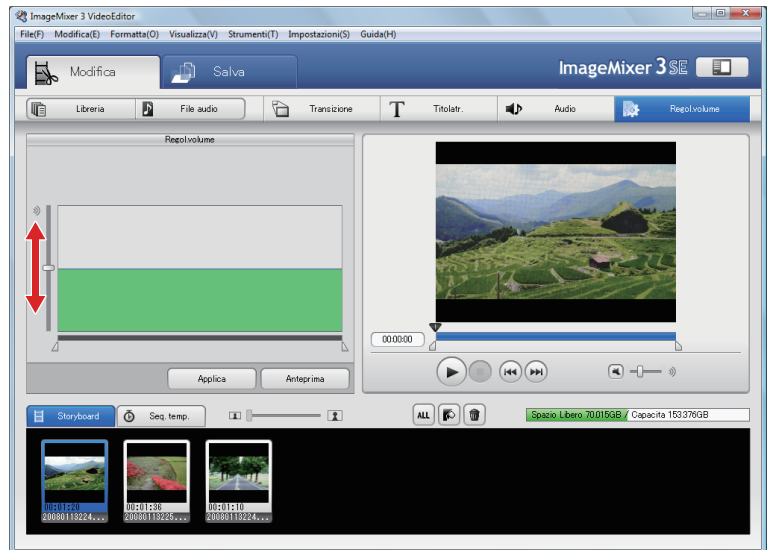 ImageMixer 3 VideoEditor
File(F) Modifica(E) Formatta(O) Visualizza(V) Strumenti(T) Impostazioni(S) Guida(H)
Modifica Salva ImageMixer 3 SE
Libreria File audio Transizione T Titolatr. Audio Regol.volume
Regol.volume
00:00:00
Applica Anteprima
Storyboard Seq. temp. ALL Spazio Libero 70.015GB / Capacita 153.376GB
00:01:20 00:01:36 00:01:10
20080113224... 20080113225... 20080113224...